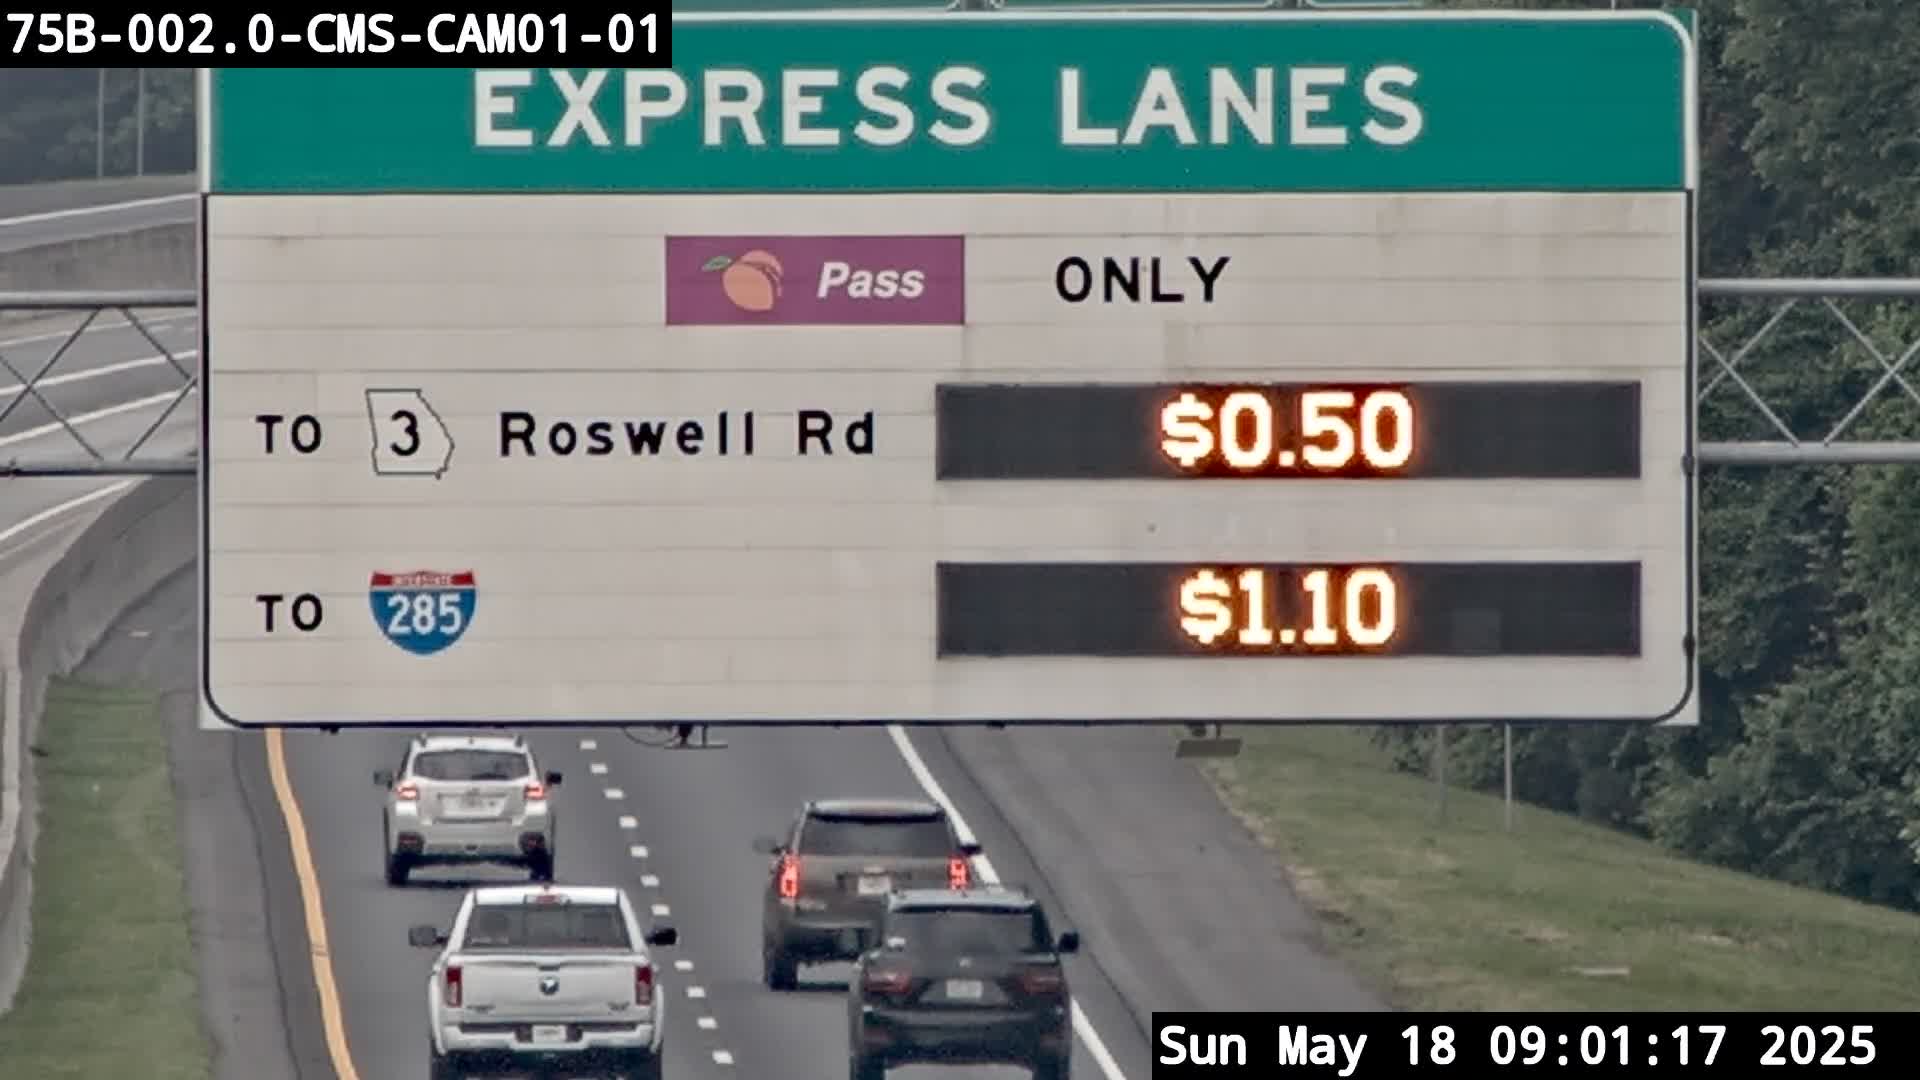 75B-002.0-CMS-CAM01-01
EXPRESS LANES
Pass ONLY
TO 3 Roswell Rd $0.50
TO INTERSTATE 285 $1.10
Sun May 18 09:01:17 2025